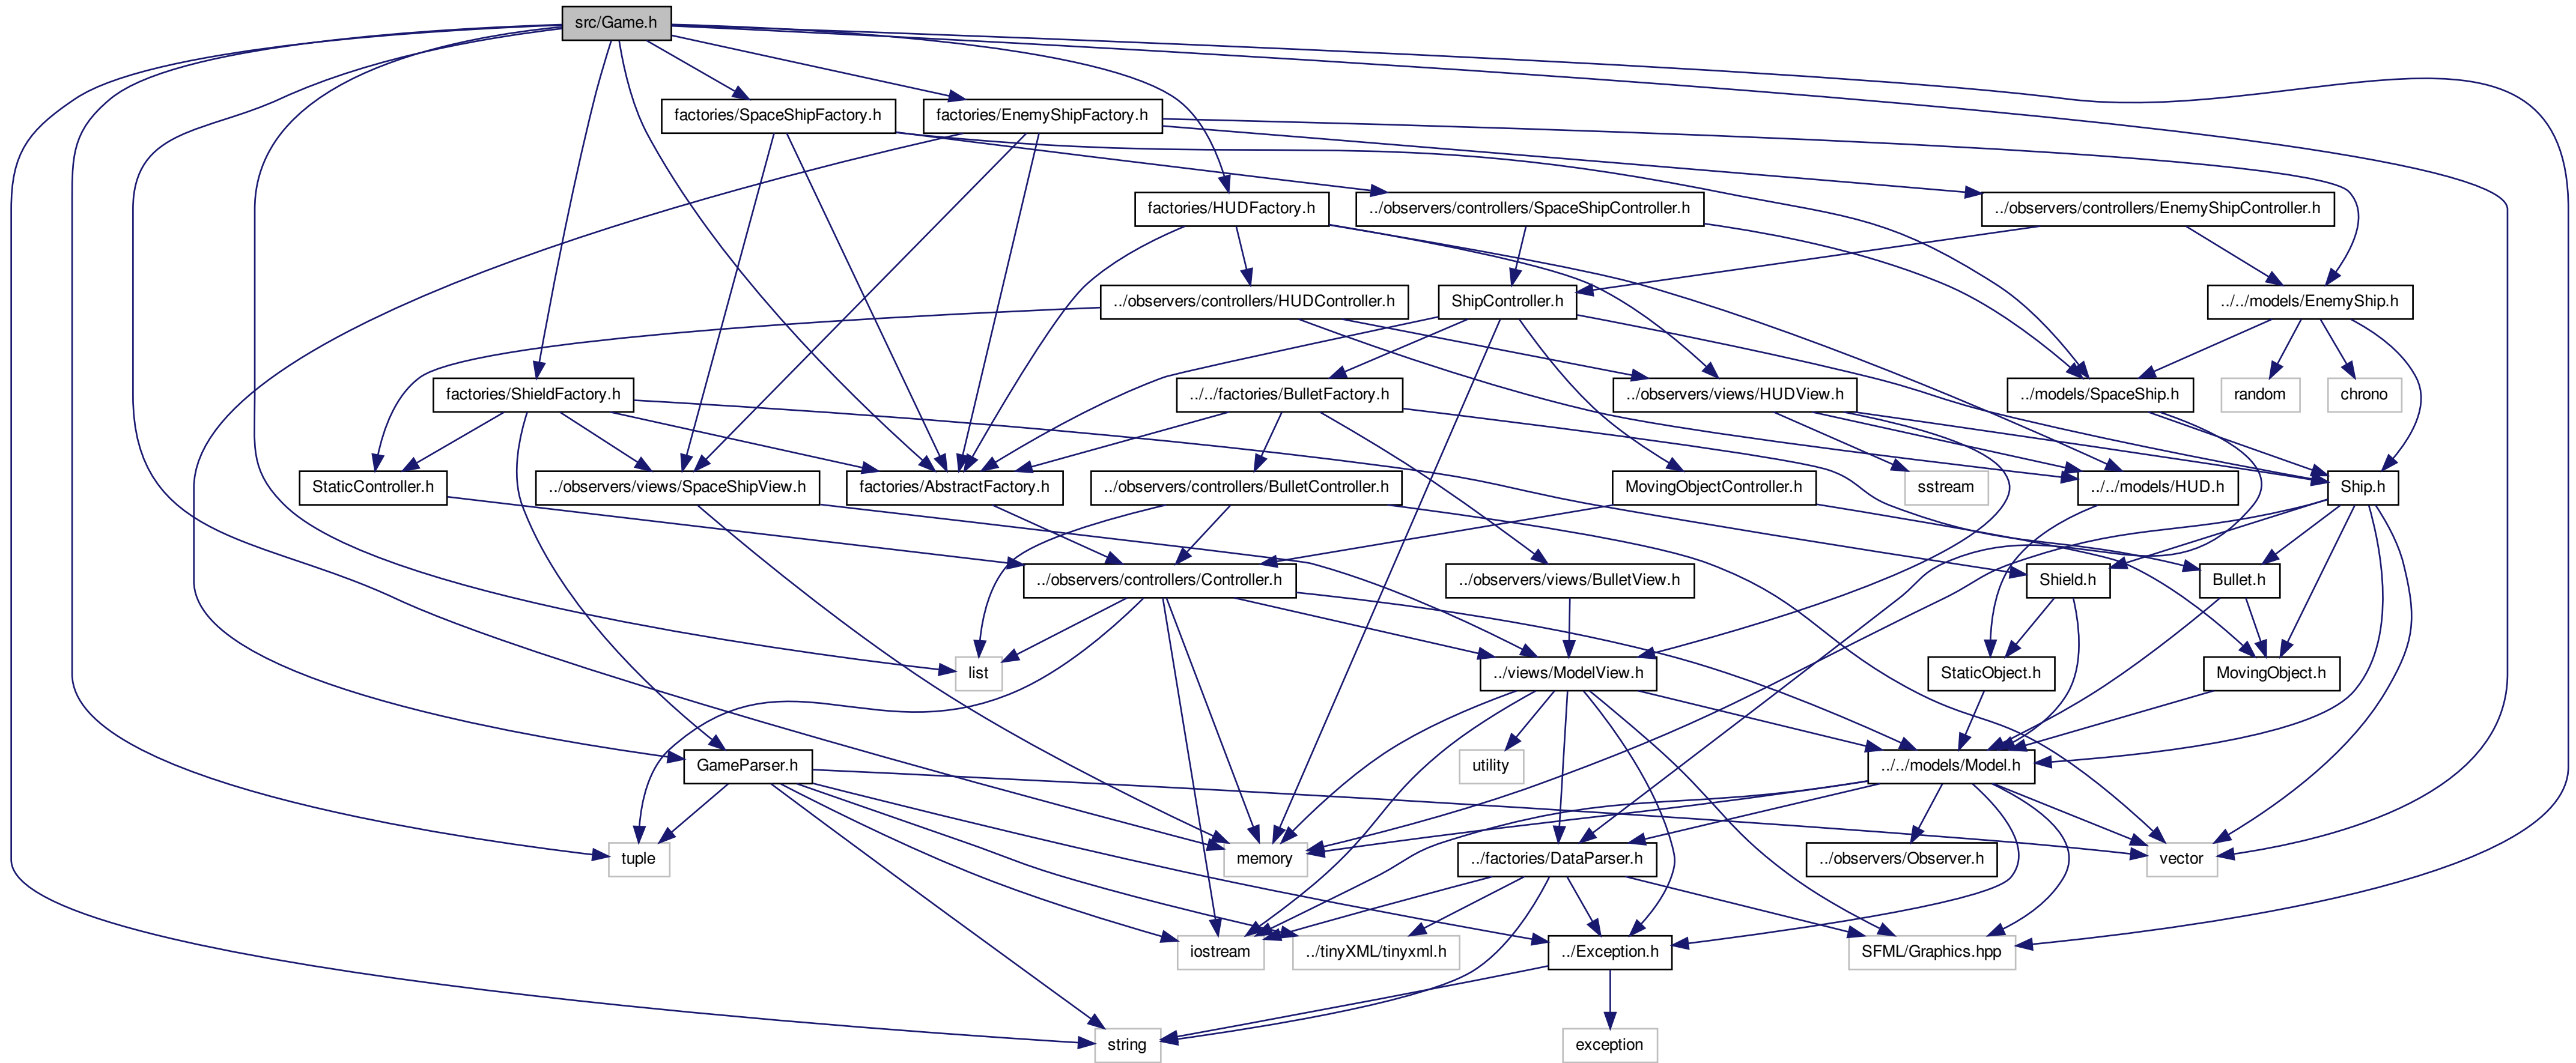 src/Game.h
factories/SpaceShipFactory.h
factories/EnemyShipFactory.h
factories/HUDFactory.h
../observers/controllers/SpaceShipController.h
../observers/controllers/EnemyShipController.h
../observers/controllers/HUDController.h
ShipController.h
../../models/EnemyShip.h
factories/ShieldFactory.h
../../factories/BulletFactory.h
../observers/views/HUDView.h
../models/SpaceShip.h
random
chrono
StaticController.h
../observers/views/SpaceShipView.h
factories/AbstractFactory.h
../observers/controllers/BulletController.h
MovingObjectController.h
sstream
../../models/HUD.h
Ship.h
../observers/controllers/Controller.h
../observers/views/BulletView.h
Shield.h
Bullet.h
list
../views/ModelView.h
StaticObject.h
MovingObject.h
GameParser.h
utility
../../models/Model.h
tuple
memory
../factories/DataParser.h
../observers/Observer.h
vector
iostream
../tinyXML/tinyxml.h
../Exception.h
SFML/Graphics.hpp
string
exception